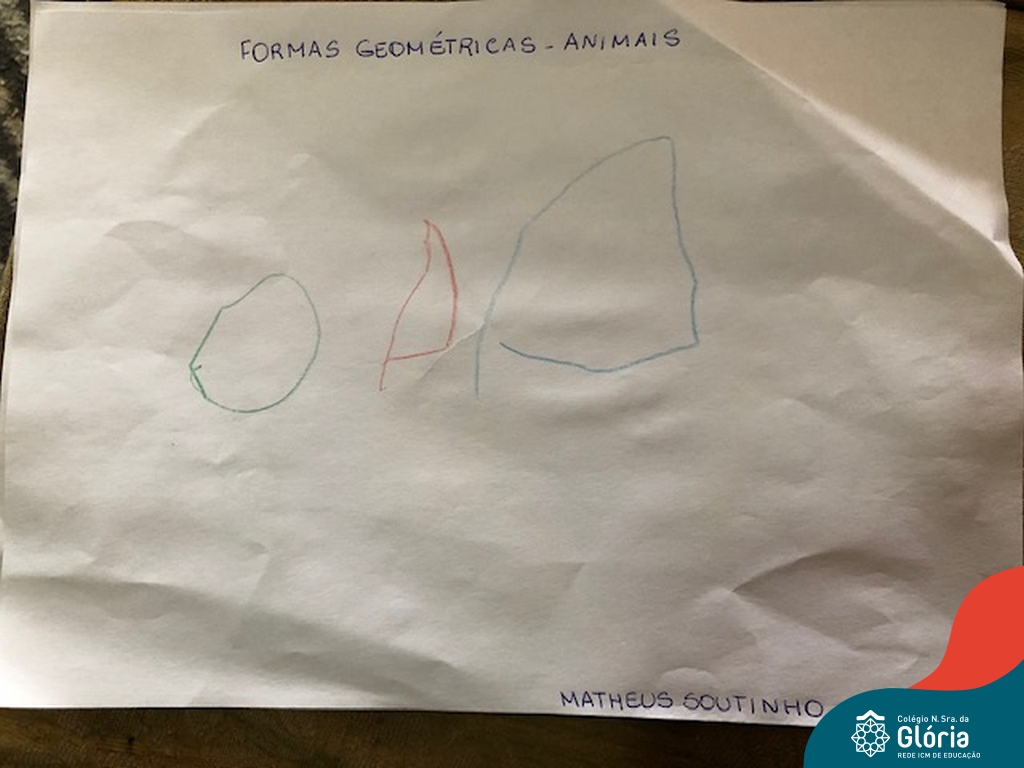 FORMAS GEOMÉTRICAS - ANIMAIS
MATHEUS SOUTINHO
Colégio N. Sra. da
Glória
REDE ICM DE EDUCAÇÃO